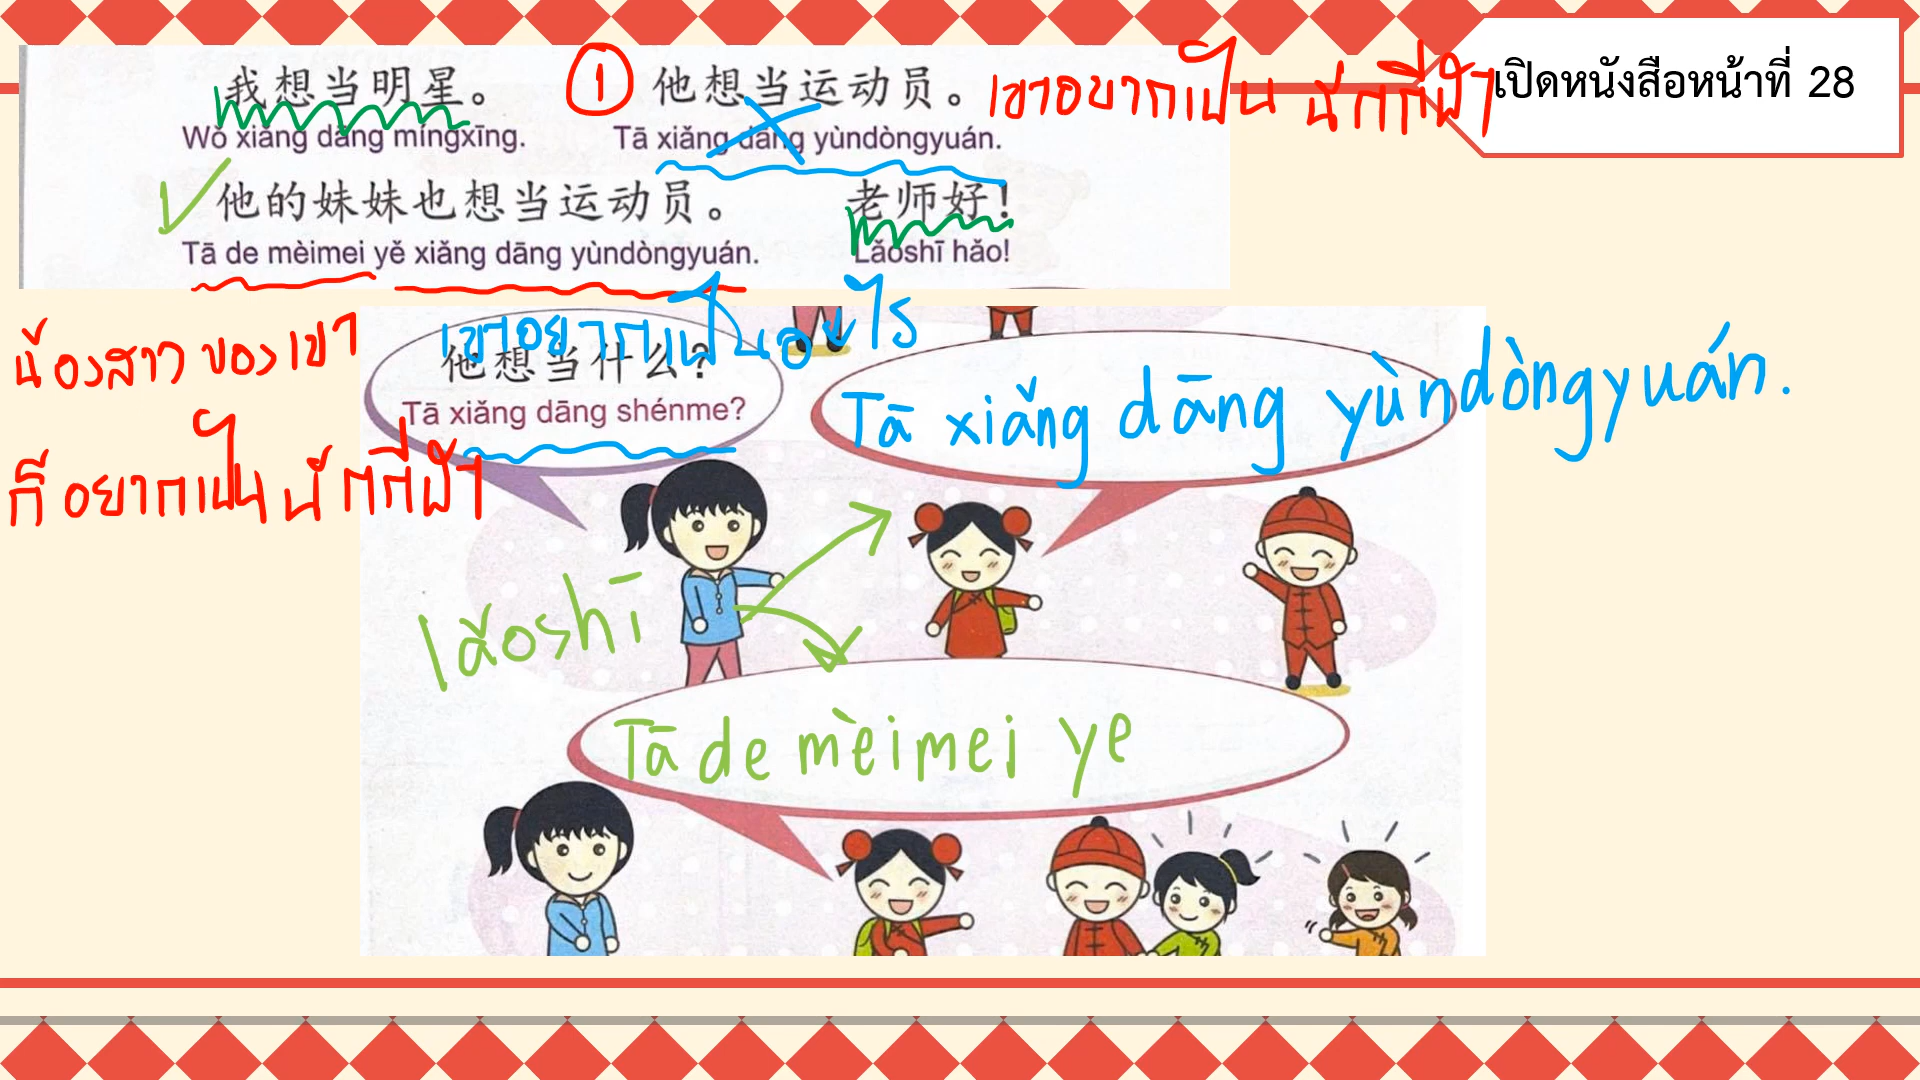 เปิดหนังสือหน้าที่ 28
我想当明星。 ① 他想当运动员。 เขาอยากเป็น นักกีฬา
Wǒ xiǎng dāng míngxīng. Tā xiǎng dāng yùndòngyuán.
他的妹妹也想当运动员。 老师好!
Tā de mèimei yě xiǎng dāng yùndòngyuán. Lǎoshī hǎo!
น้องสาว ของเขา
ก็ อยากเป็น นักกีฬา
เขาอยากเป็นอะไร
他想当什么?
Tā xiǎng dāng shénme?
Tā xiǎng dāng yùndòngyuán.
lǎoshī
Tā de mèimei ye